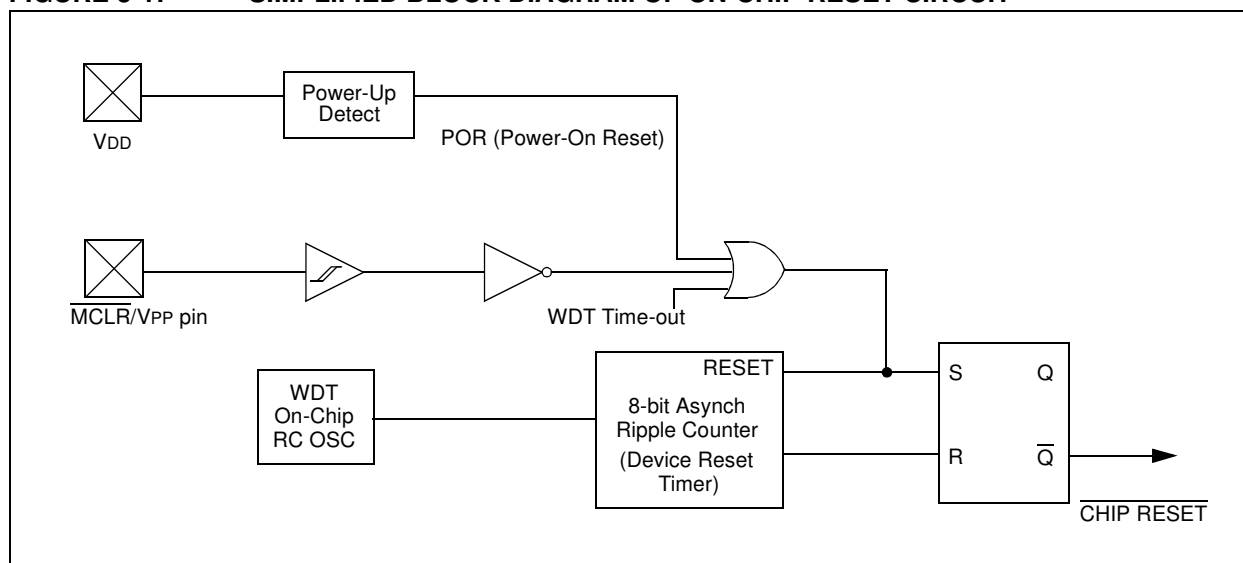 VDD
Power-Up
Detect
POR (Power-On Reset)
MCLR/VPP pin
WDT Time-out
WDT
On-Chip
RC OSC
RESET
8-bit Asynch
Ripple Counter
(Device Reset
Timer)
S Q
R Q
CHIP RESET